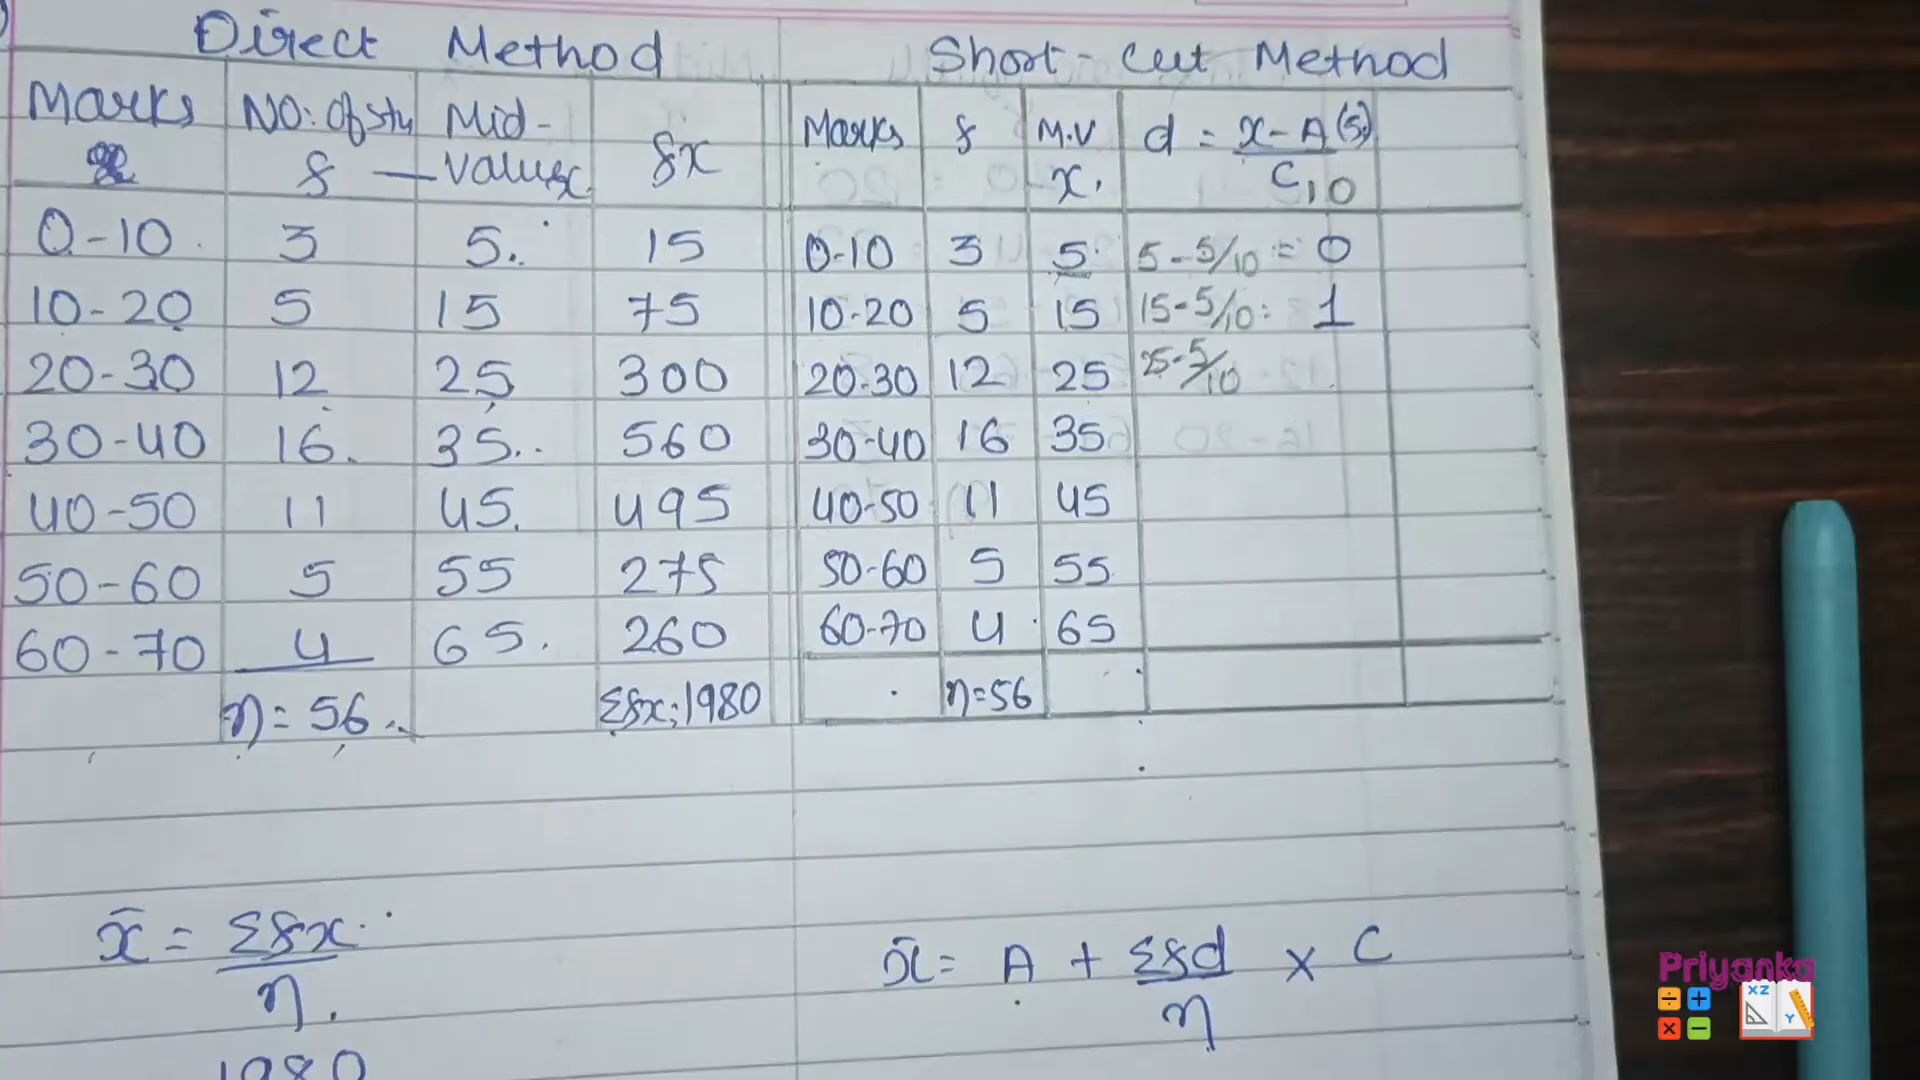 Direct Method Short-cut Method
Marks No: of stu Mid- fx Marks f M.V d = x - A(5)
f values x x. C,10
0-10 3 5. 15 0-10 3 5 5-5/10 = 0
10-20 5 15 75 10-20 5 15 15-5/10 = 1
20-30 12 25 300 20-30 12 25 25-5/10
30-40 16 35 560 30-40 16 35
40-50 11 45 495 40-50 11 45
50-60 5 55 275 50-60 5 55
60-70 4 65 260 60-70 4 65
n = 56 Σfx = 1980 n = 56
x̄ = Σfx / n
x̄ = A + Σfd / n × C
1980
Priyanka
XZ
Y